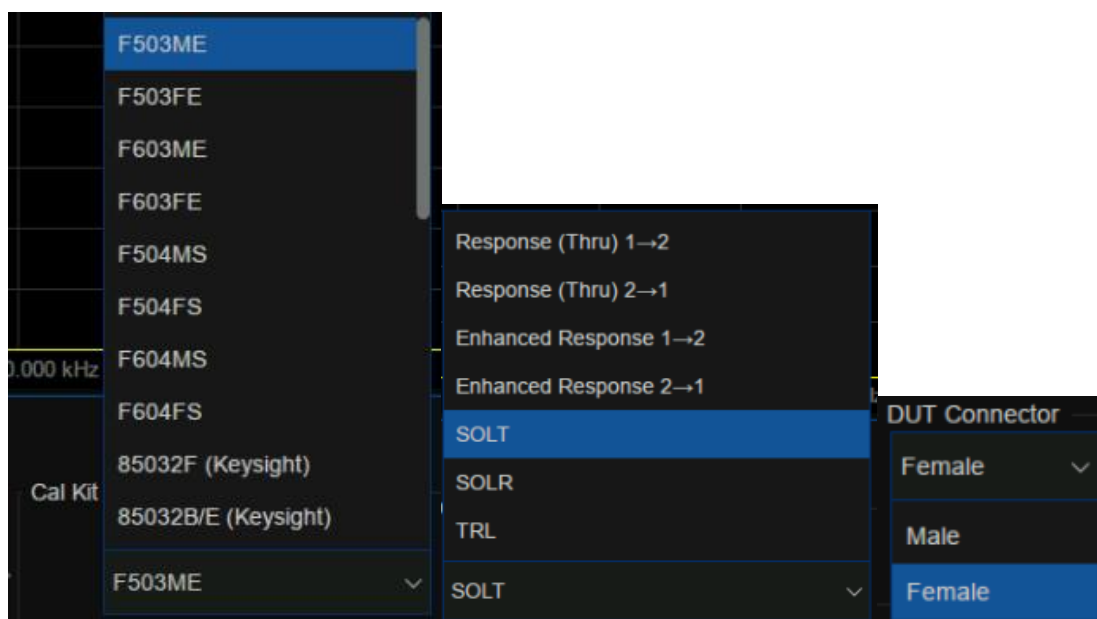 F503ME
F503FE
F603ME
F603FE
F504MS
F504FS
F604MS
F604FS
85032F (Keysight)
85032B/E (Keysight)
.000 kHz
Cal Kit
F503ME
Response (Thru) 1→2
Response (Thru) 2→1
Enhanced Response 1→2
Enhanced Response 2→1
SOLT
SOLR
TRL
SOLT
DUT Connector
Female
Male
Female